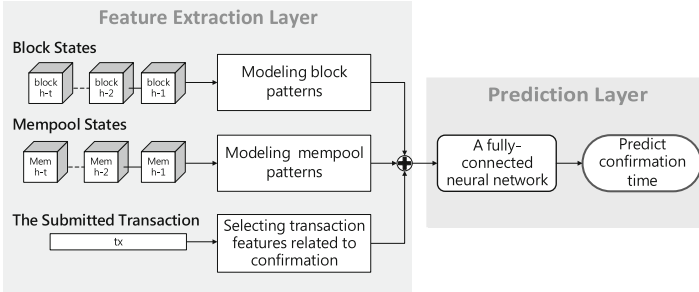 Feature Extraction Layer
Block States
block
h-t
block
h-2
block
h-1
Modeling block
patterns
Mempool States
Mem
h-t
Mem
h-2
Mem
h-1
Modeling mempool
patterns
The Submitted Transaction
tx
Selecting transaction
features related to
confirmation
Prediction Layer
A fully-
connected
neural network
Predict
confirmation
time